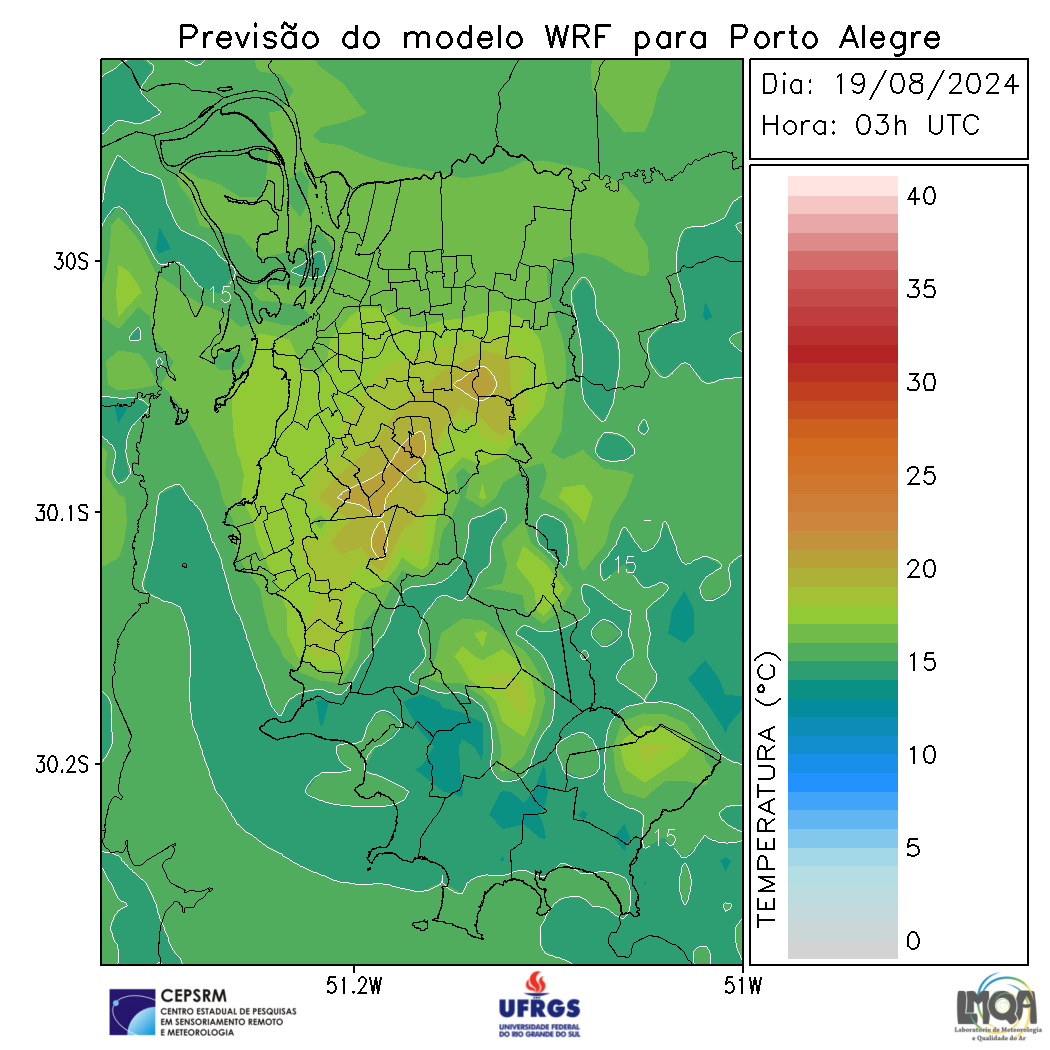 Previsão do modelo WRF para Porto Alegre
Dia: 19/08/2024
Hora: 03h UTC
30S
30.1S
30.2S
51.2W
51W
15
15
15
TEMPERATURA (°C)
40
35
30
25
20
15
10
5
0
CEPSRM
CENTRO ESTADUAL DE PESQUISAS
EM SENSORIAMENTO REMOTO
E METEOROLOGIA
UFRGS
UNIVERSIDADE FEDERAL
DO RIO GRANDE DO SUL
LMQA
Laboratório de Meteorologia
e Qualidade do Ar